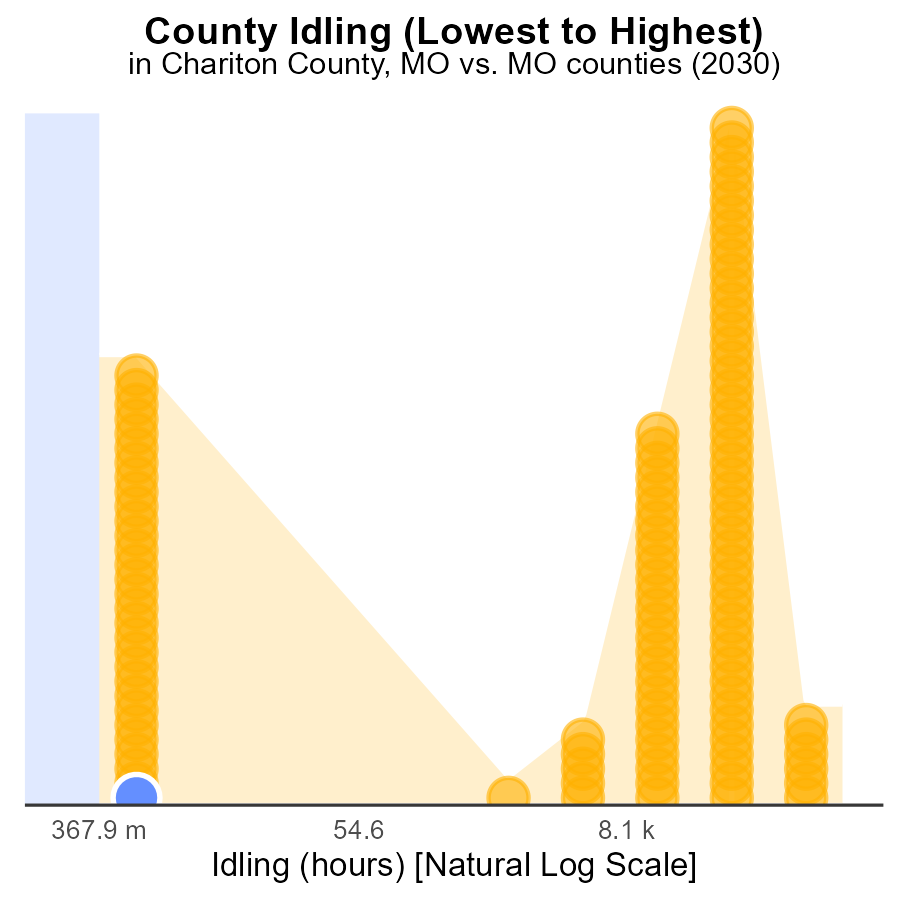 County Idling (Lowest to Highest)
in Chariton County, MO vs. MO counties (2030)
367.9 m 54.6 8.1 k
Idling (hours) [Natural Log Scale]